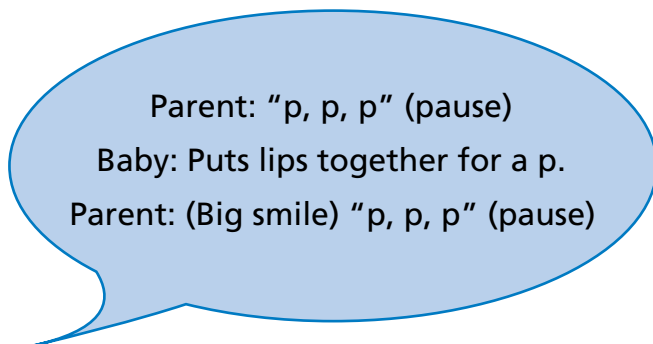 Parent: “p, p, p” (pause)
Baby: Puts lips together for a p.
Parent: (Big smile) “p, p, p” (pause)